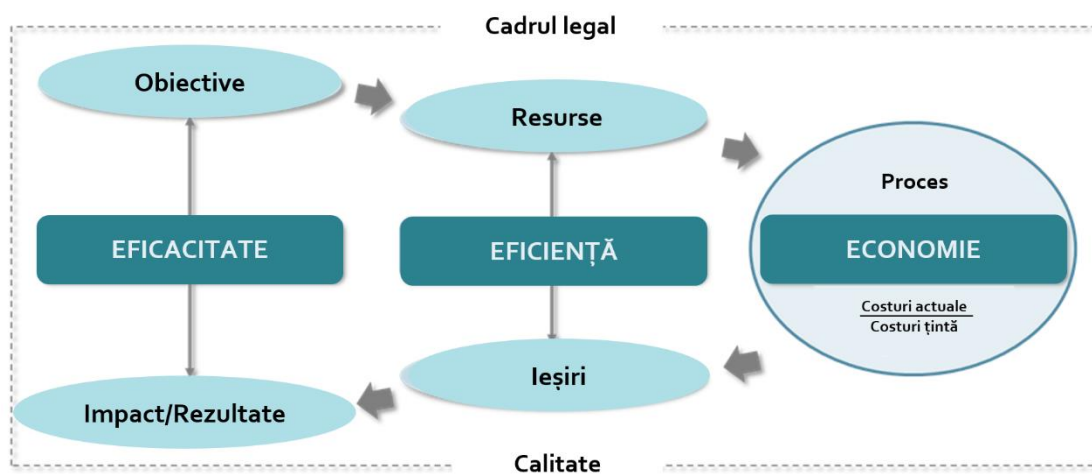 Cadrul legal
Obiective
Resurse
Proces
EFICACITATE
EFICIENȚĂ
ECONOMIE
Costuri actuale
Costuri țintă
Ieșiri
Impact/Rezultate
Calitate